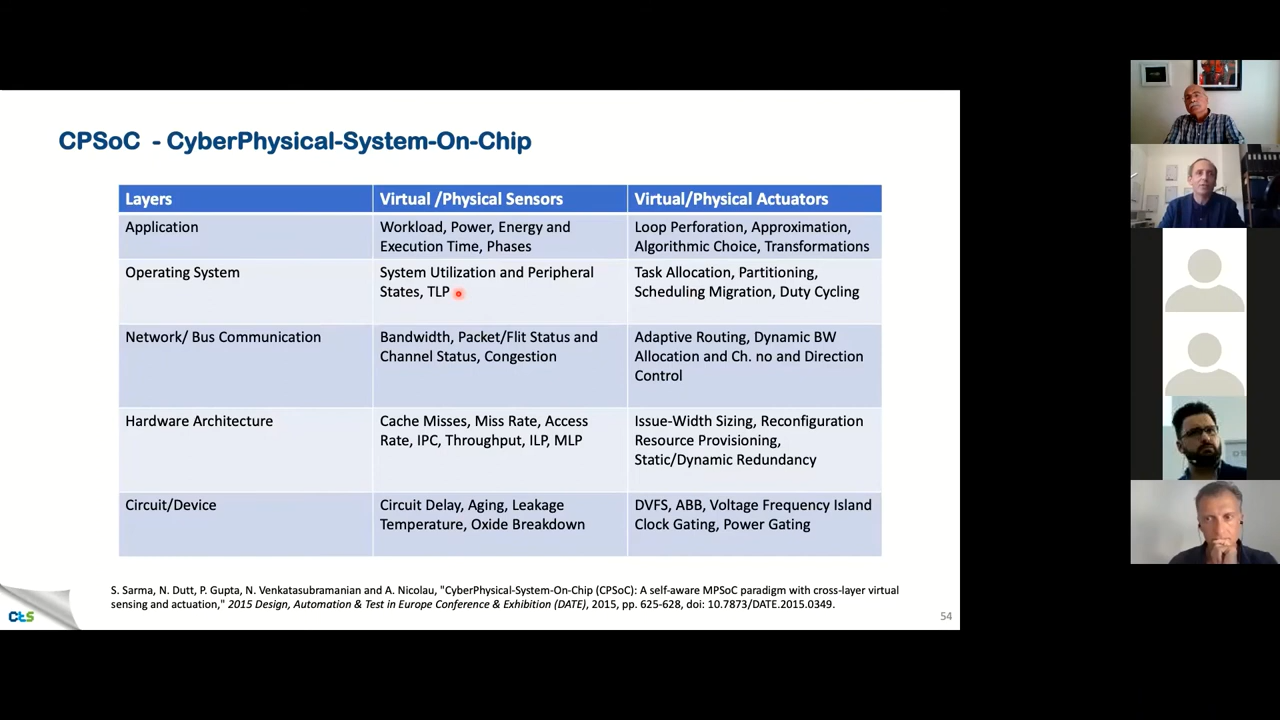 CPSoC - CyberPhysical-System-On-Chip
Layers
Virtual /Physical Sensors
Virtual/Physical Actuators
Application
Workload, Power, Energy and
Execution Time, Phases
Loop Perforation, Approximation,
Algorithmic Choice, Transformations
Operating System
System Utilization and Peripheral
States, TLP
Task Allocation, Partitioning,
Scheduling Migration, Duty Cycling
Network/ Bus Communication
Bandwidth, Packet/Flit Status and
Channel Status, Congestion
Adaptive Routing, Dynamic BW
Allocation and Ch. no and Direction
Control
Hardware Architecture
Cache Misses, Miss Rate, Access
Rate, IPC, Throughput, ILP, MLP
Issue-Width Sizing, Reconfiguration
Resource Provisioning,
Static/Dynamic Redundancy
Circuit/Device
Circuit Delay, Aging, Leakage
Temperature, Oxide Breakdown
DVFS, ABB, Voltage Frequency Island
Clock Gating, Power Gating
S. Sarma, N. Dutt, P. Gupta, N. Venkatasubramanian and A. Nicolau, "CyberPhysical-System-On-Chip (CPSoC): A self-aware MPSoC paradigm with cross-layer virtual
sensing and actuation," 2015 Design, Automation & Test in Europe Conference & Exhibition (DATE), 2015, pp. 625-628, doi: 10.7873/DATE.2015.0349.
CtS
54